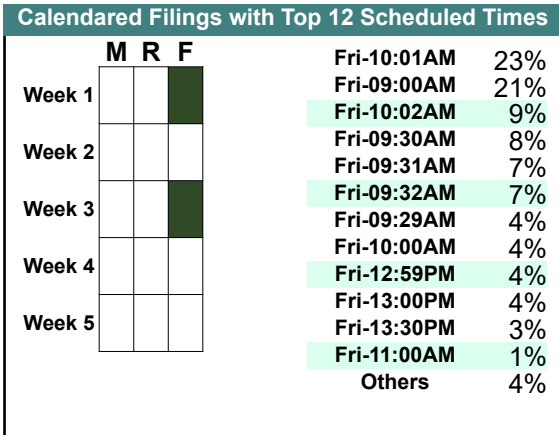 Calendared Filings with Top 12 Scheduled Times
M R F
Week 1
Week 2
Week 3
Week 4
Week 5
Fri-10:01AM 23%
Fri-09:00AM 21%
Fri-10:02AM 9%
Fri-09:30AM 8%
Fri-09:31AM 7%
Fri-09:32AM 7%
Fri-09:29AM 4%
Fri-10:00AM 4%
Fri-12:59PM 4%
Fri-13:00PM 4%
Fri-13:30PM 3%
Fri-11:00AM 1%
Others 4%